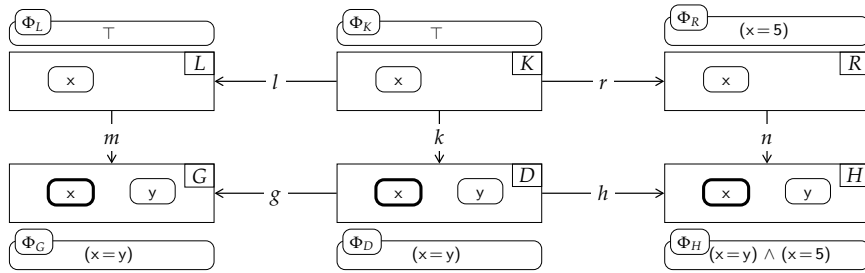 Φ_L Φ_K Φ_R
⊤ ⊤ (x=5)
L K R
x l x r x
m k n
G D H
x y g x y h x y
Φ_G (x=y) Φ_D (x=y) Φ_H (x=y) ∧ (x=5)